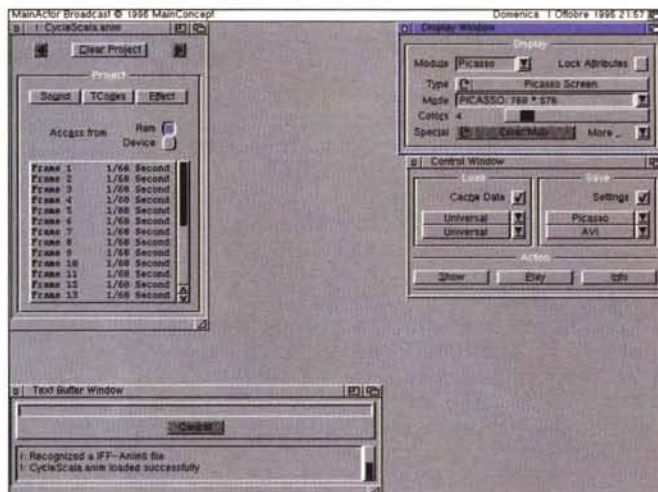 MainActor Broadcast © 1995 MainConcept
Domenica 1 Ottobre 1995 21:57
1: CycleScala.anim
Clear Project
Project
Sound
TCodes
Effect
Access from
Ram
Device
Frame 1 1/60 Second
Frame 2 1/60 Second
Frame 3 1/60 Second
Frame 4 1/60 Second
Frame 5 1/60 Second
Frame 6 1/60 Second
Frame 7 1/60 Second
Frame 8 1/60 Second
Frame 9 1/60 Second
Frame 10 1/60 Second
Frame 11 1/60 Second
Frame 12 1/60 Second
Frame 13 1/60 Second
Display Window
Display
Module Picasso
Lock Attributes
Type Picasso Screen
Mode PICASSO: 768 * 576
Colors 4
Special
More ...
Control Window
Load
Cache Data
Universal
Universal
Save
Settings
Picasso
AVI
Action
Show
Play
Info
Text Buffer Window
Cancel
1: Recognized a IFF-Anim8 file
1: CycleScala.anim loaded successfully